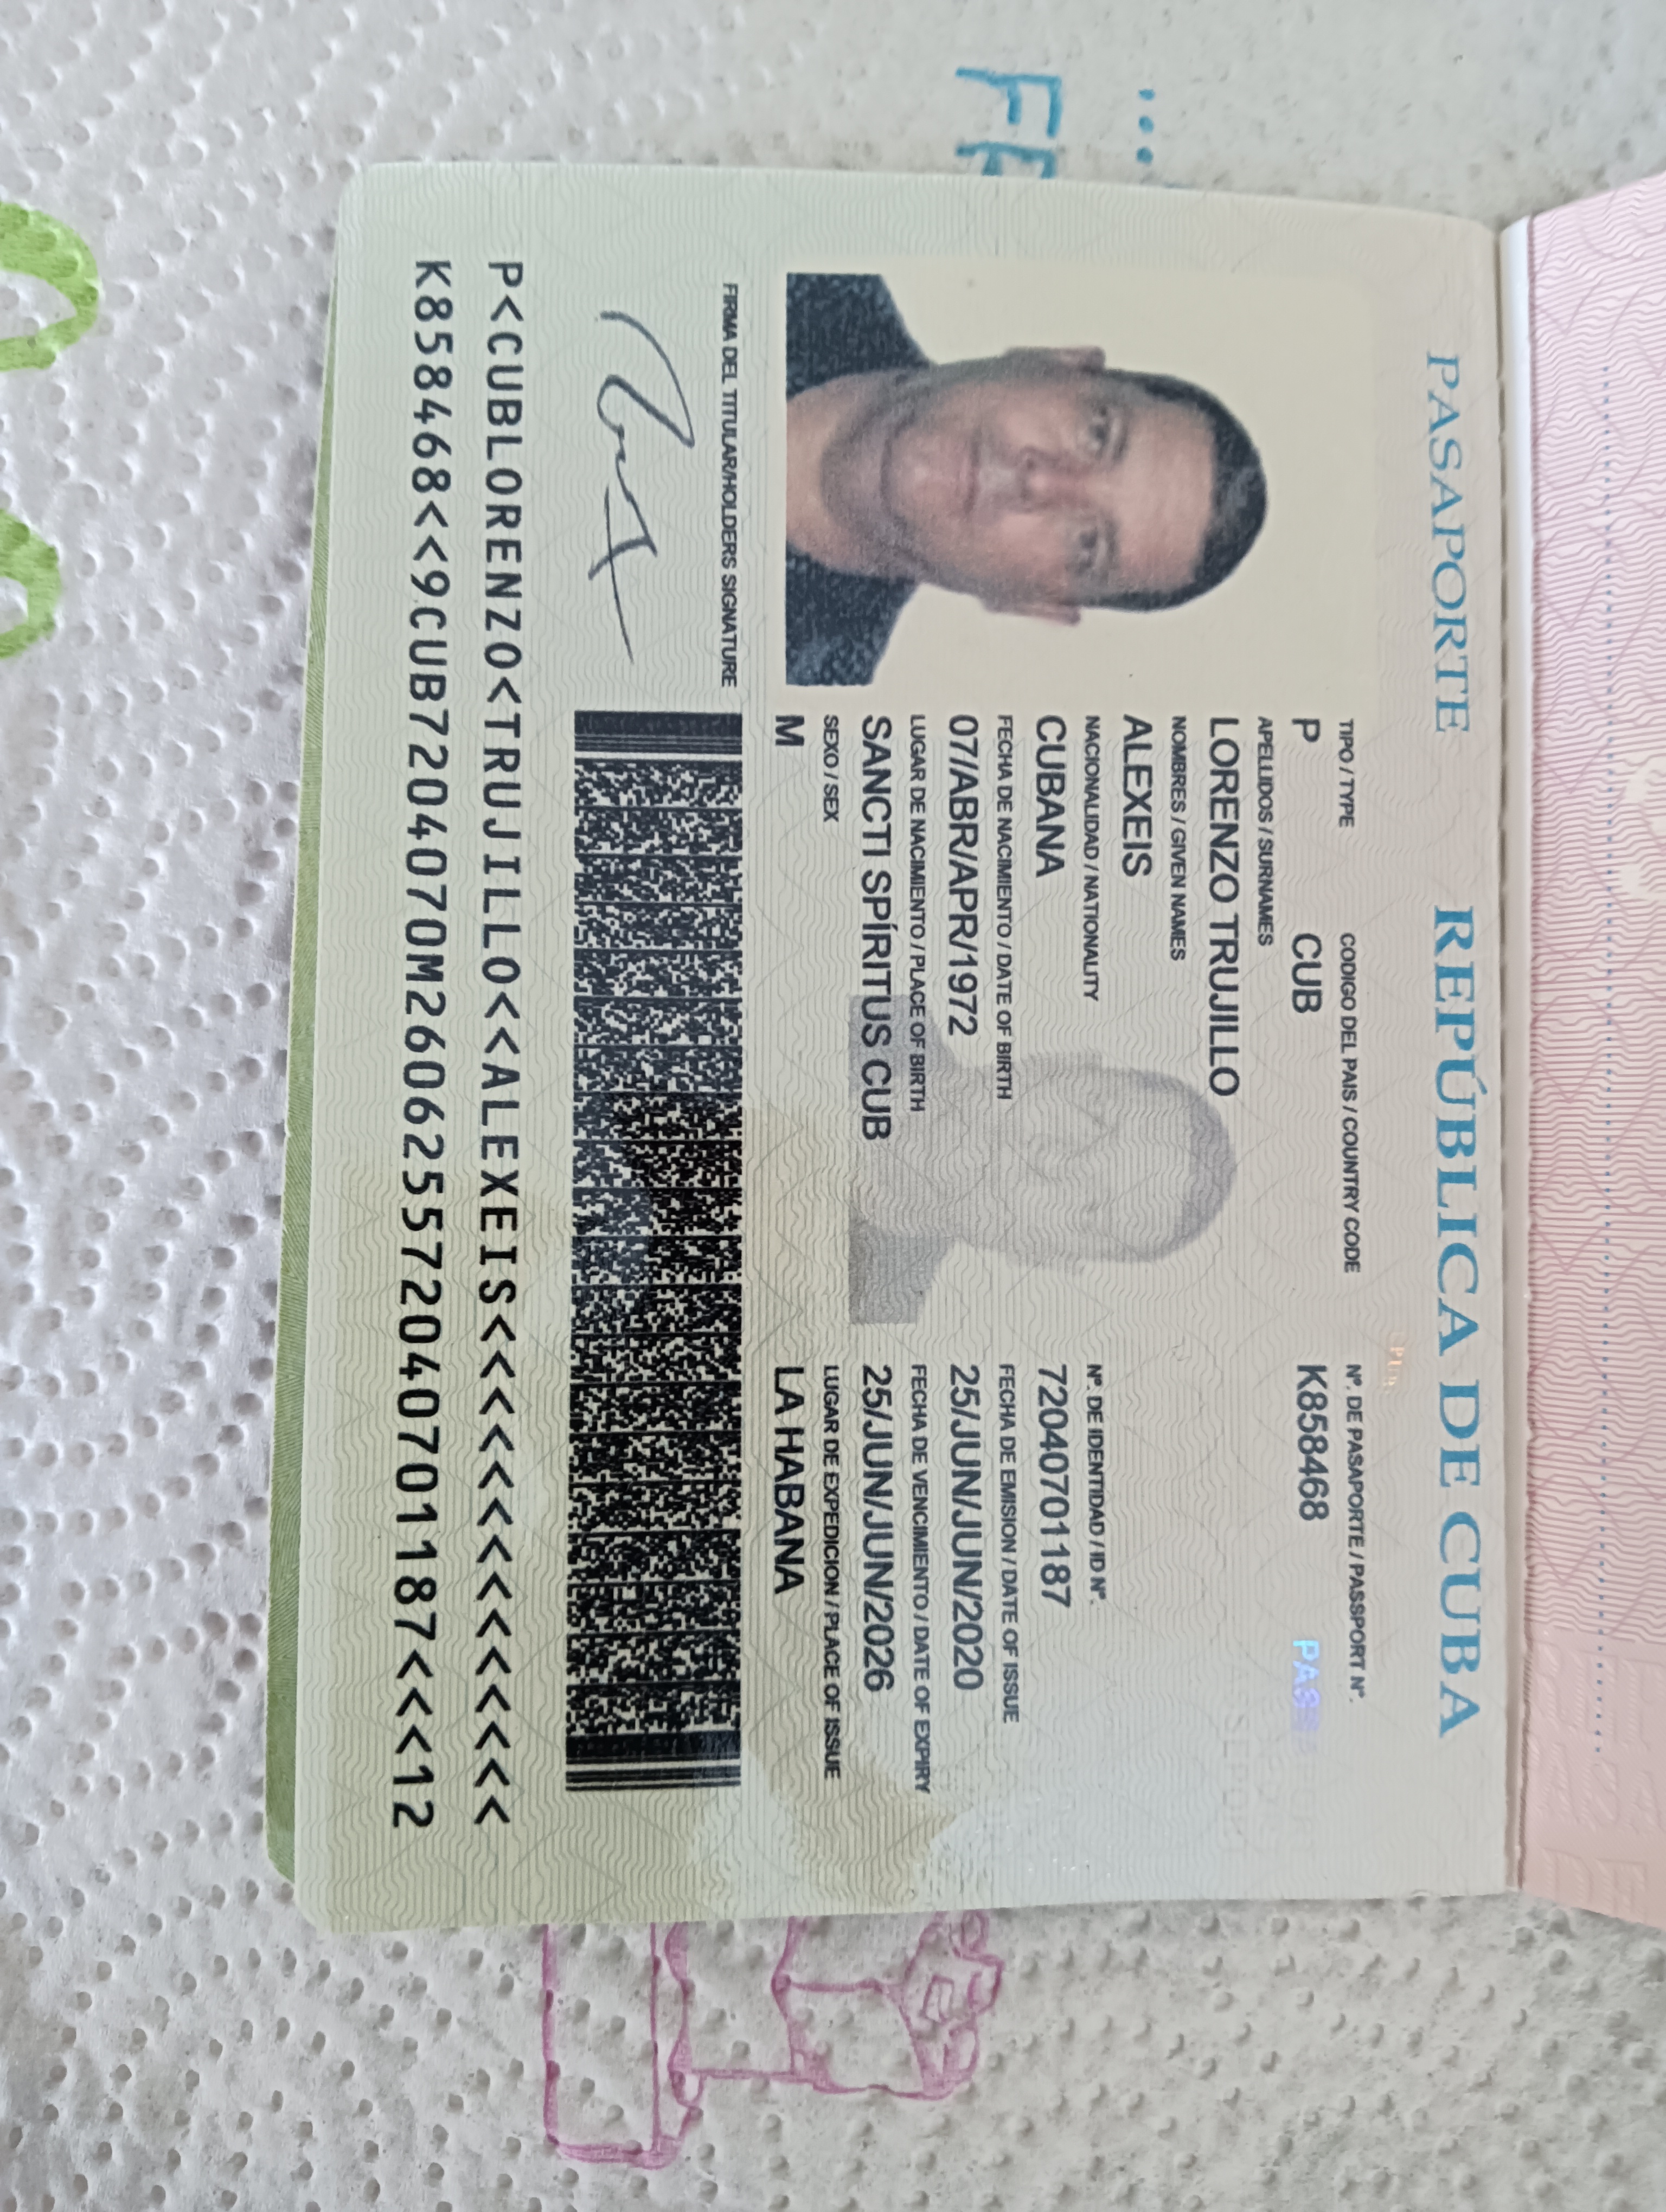 PASAPORTE REPÚBLICA DE CUBA
TIPO / TYPE CODIGO DEL PAIS / COUNTRY CODE Nº. DE PASAPORTE / PASSPORT Nº.
P CUB K858468
APELLIDOS / SURNAMES
LORENZO TRUJILLO
NOMBRES / GIVEN NAMES
ALEXEIS
NACIONALIDAD / NATIONALITY Nº. DE IDENTIDAD / ID Nº.
CUBANA 72040701187
FECHA DE NACIMIENTO / DATE OF BIRTH FECHA DE EMISION / DATE OF ISSUE
07/ABR/APR/1972 25/JUN/JUN/2020
LUGAR DE NACIMIENTO / PLACE OF BIRTH FECHA DE VENCIMIENTO / DATE OF EXPIRY
SANCTI SPÍRITUS CUB 25/JUN/JUN/2026
SEXO / SEX LUGAR DE EXPEDICION / PLACE OF ISSUE
M LA HABANA
FIRMA DEL TITULAR/HOLDERS SIGNATURE
P<CUBLORENZO<TRUJILLO<<ALEXEIS<<<<<<<<<<<<<<
K858468<<9CUB7204070M260625572040701187<<<12